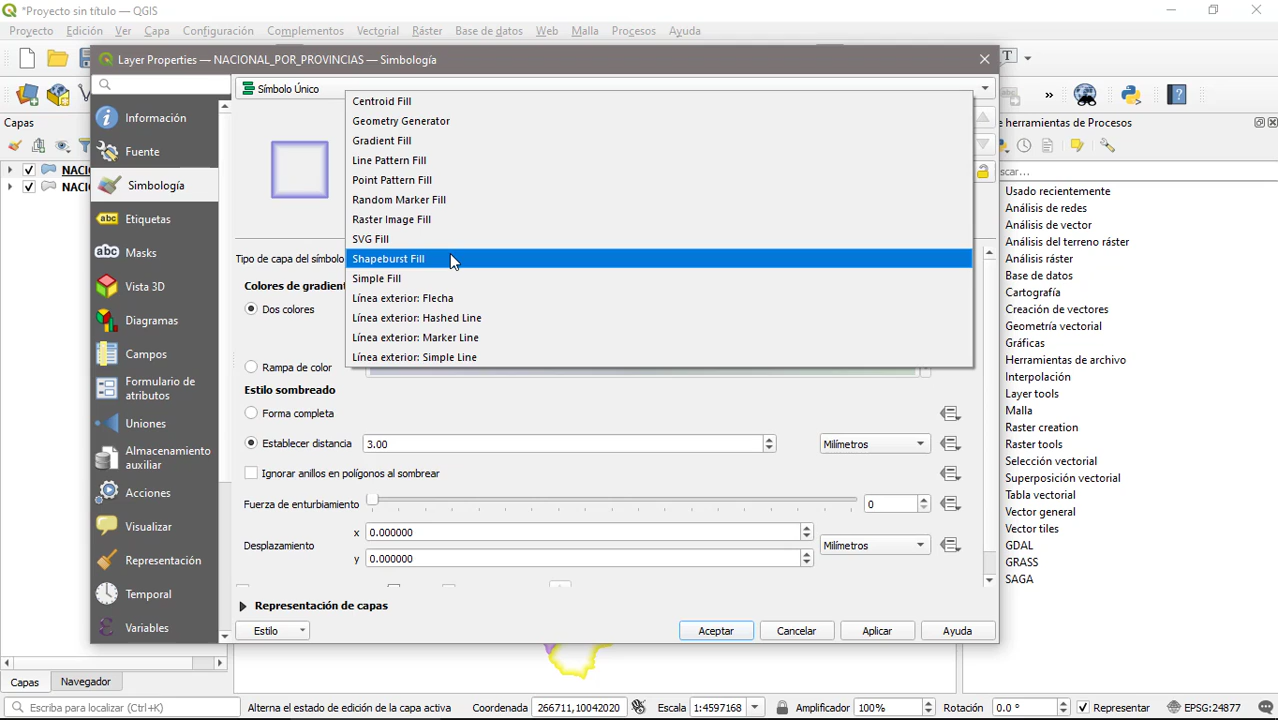 *Proyecto sin título — QGIS
Proyecto Edición Ver Capa Configuración Complementos Vectorial Ráster Base de datos Web Malla Procesos Ayuda
Layer Properties — NACIONAL_POR_PROVINCIAS — Simbología
Símbolo Único
Capas
NACIO
NACIO
Información
Fuente
Simbología
Etiquetas
Masks
Vista 3D
Diagramas
Campos
Formulario de
atributos
Uniones
Almacenamiento
auxiliar
Acciones
Visualizar
Representación
Temporal
Variables
Centroid Fill
Geometry Generator
Gradient Fill
Line Pattern Fill
Point Pattern Fill
Random Marker Fill
Raster Image Fill
SVG Fill
Shapeburst Fill
Simple Fill
Línea exterior: Flecha
Línea exterior: Hashed Line
Línea exterior: Marker Line
Línea exterior: Simple Line
Tipo de capa del símbolo
Colores de gradient
Dos colores
Rampa de color
Estilo sombreado
Forma completa
Establecer distancia 3.00 Milímetros
Ignorar anillos en polígonos al sombrear
Fuerza de enturbiamiento 0
Desplazamiento
x 0.000000
y 0.000000
Milímetros
Representación de capas
Estilo Aceptar Cancelar Aplicar Ayuda
e herramientas de Procesos
scar...
Usado recientemente
Análisis de redes
Análisis de vector
Análisis del terreno ráster
Análisis ráster
Base de datos
Cartografía
Creación de vectores
Geometría vectorial
Gráficas
Herramientas de archivo
Interpolación
Layer tools
Malla
Raster creation
Raster tools
Selección vectorial
Superposición vectorial
Tabla vectorial
Vector general
Vector tiles
GDAL
GRASS
SAGA
Capas Navegador
Escriba para localizar (Ctrl+K) Alterna el estado de edición de la capa activa Coordenada 266711,10042020 Escala 1:4597168 Amplificador 100% Rotación 0.0 ° Representar EPSG:24877